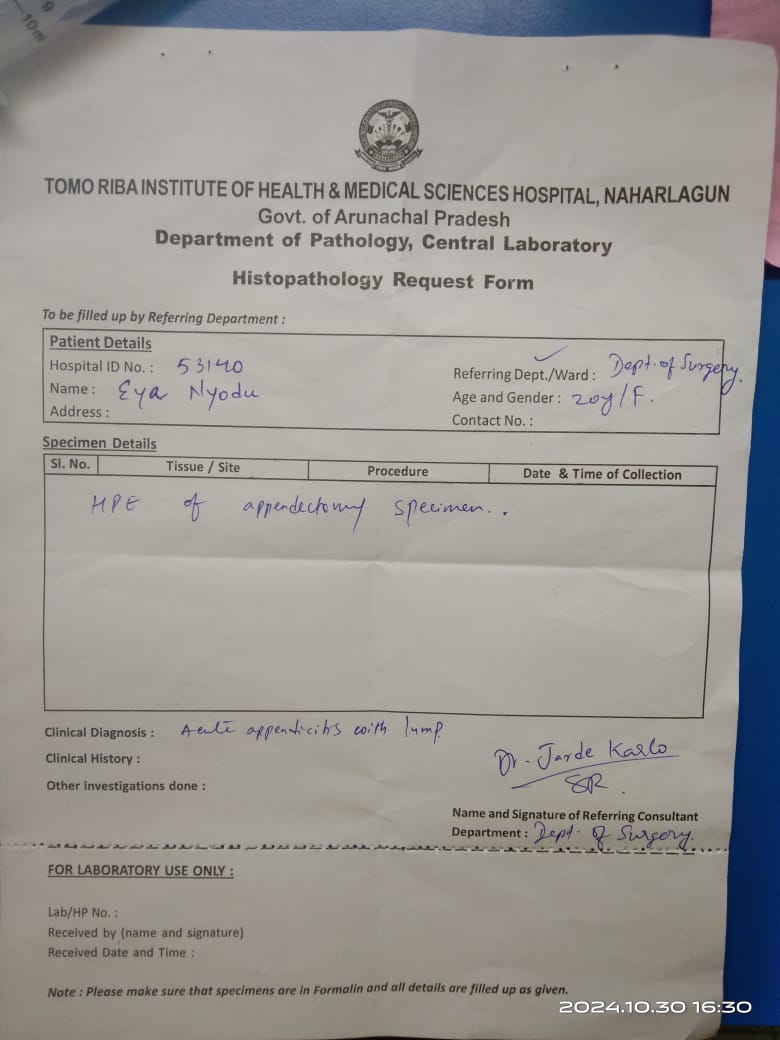 9
10m
TOMO RIBA INSTITUTE OF HEALTH & MEDICAL SCIENCES HOSPITAL, NAHARLAGUN
Govt. of Arunachal Pradesh
Department of Pathology, Central Laboratory
Histopathology Request Form
To be filled up by Referring Department :
Patient Details
Hospital ID No. : 53140
Name : Eya Nyodu
Address :
Referring Dept./Ward : Dept. of Surgery.
Age and Gender : 20y/F.
Contact No. :
Specimen Details
Sl. No. Tissue / Site Procedure Date & Time of Collection
HPE of appendectomy specimen..
Clinical Diagnosis : Acute appenticits with lump
Clinical History :
Other investigations done :
Dr. Jarde Karlo
SR.
Name and Signature of Referring Consultant
Department : Dept. of Surgery.
FOR LABORATORY USE ONLY :
Lab/HP No. :
Received by (name and signature)
Received Date and Time :
Note : Please make sure that specimens are in Formalin and all details are filled up as given.
2024.10.30 16:30